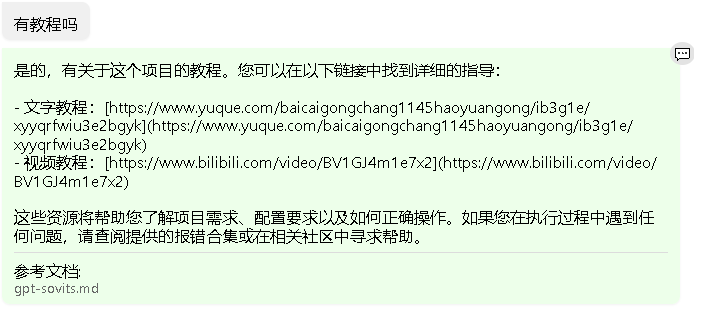 有教程吗
是的，有关于这个项目的教程。您可以在以下链接中找到详细的指导：
- 文字教程：[https://www.yuque.com/baicaigongchang1145haoyuangong/ib3g1e/
xyyqrfwiu3e2bgyk](https://www.yuque.com/baicaigongchang1145haoyuangong/ib3g1e/
xyyqrfwiu3e2bgyk)
- 视频教程：[https://www.bilibili.com/video/BV1GJ4m1e7x2](https://www.bilibili.com/video/
BV1GJ4m1e7x2)
这些资源将帮助您了解项目需求、配置要求以及如何正确操作。如果您在执行过程中遇到任
何问题，请查阅提供的报错合集或在相关社区中寻求帮助。
参考文档:
gpt-sovits.md